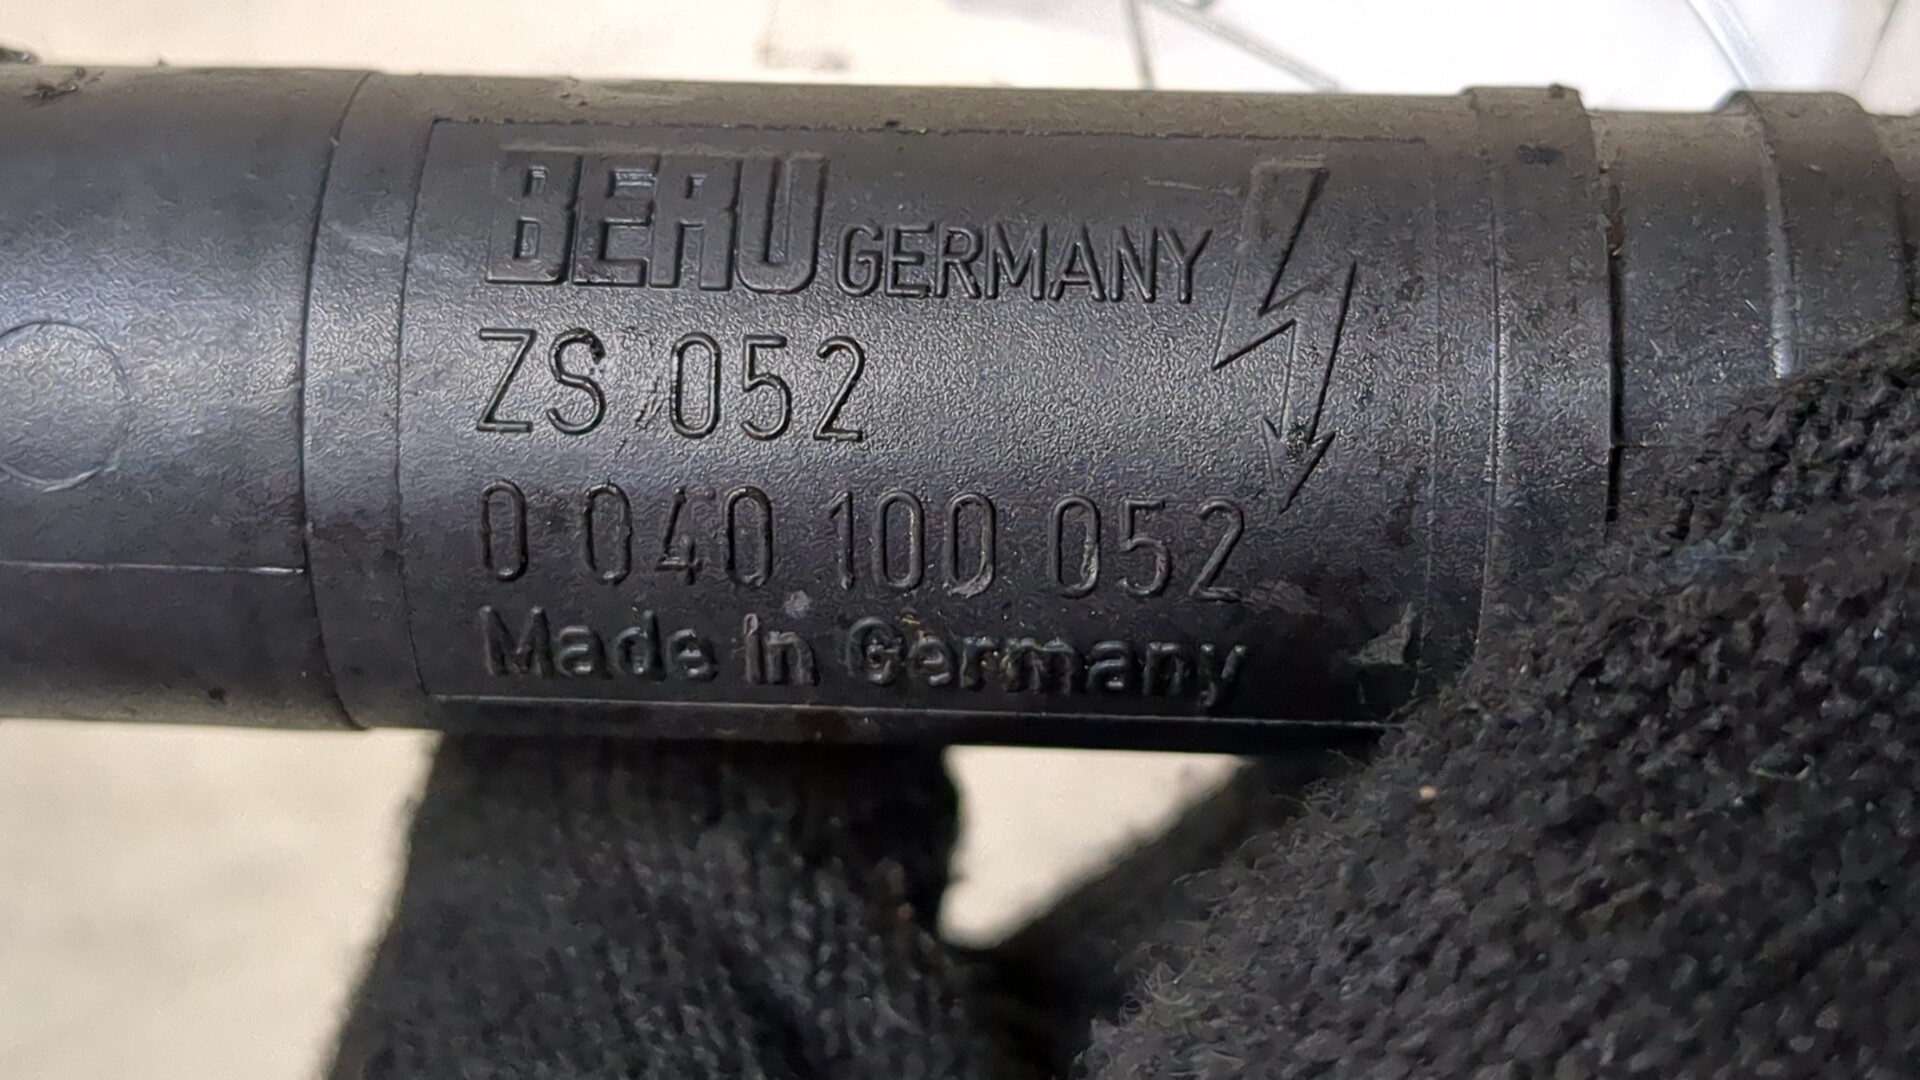 BERU GERMANY
ZS 052
0 040 100 052
Made in Germany